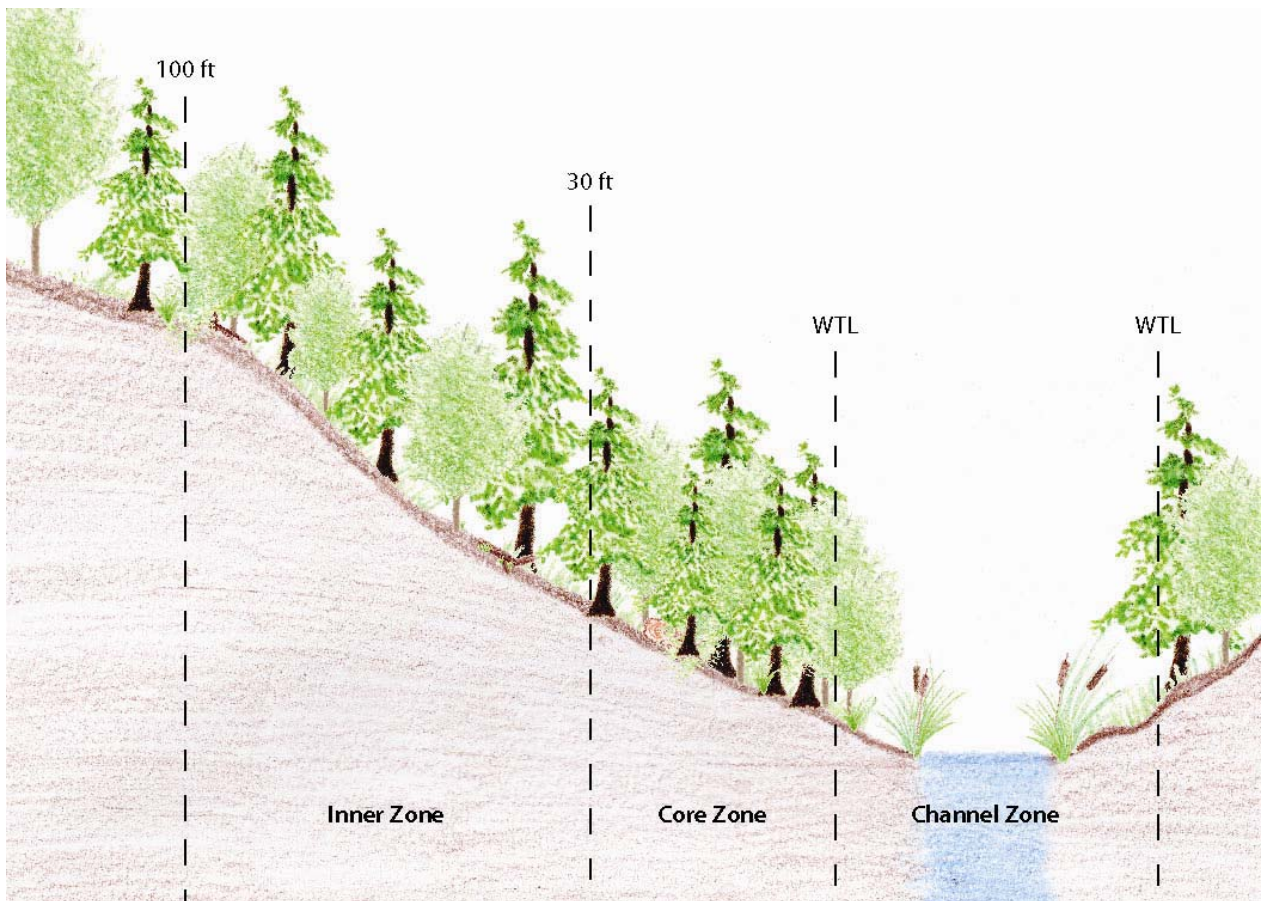 100 ft
30 ft
WTL
WTL
Inner Zone
Core Zone
Channel Zone